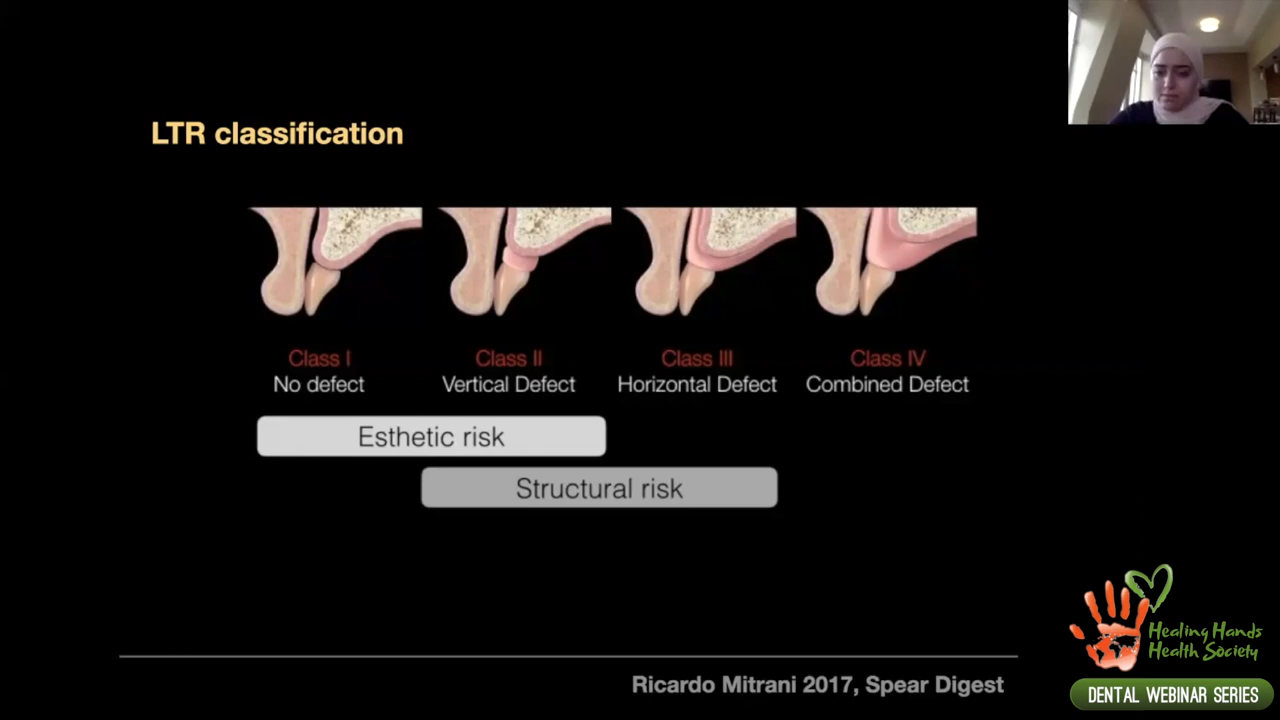 LTR classification
Class I
No defect
Class II
Vertical Defect
Class III
Horizontal Defect
Class IV
Combined Defect
Esthetic risk
Structural risk
Ricardo Mitrani 2017, Spear Digest
Healing Hands
Health Society
DENTAL WEBINAR SERIES